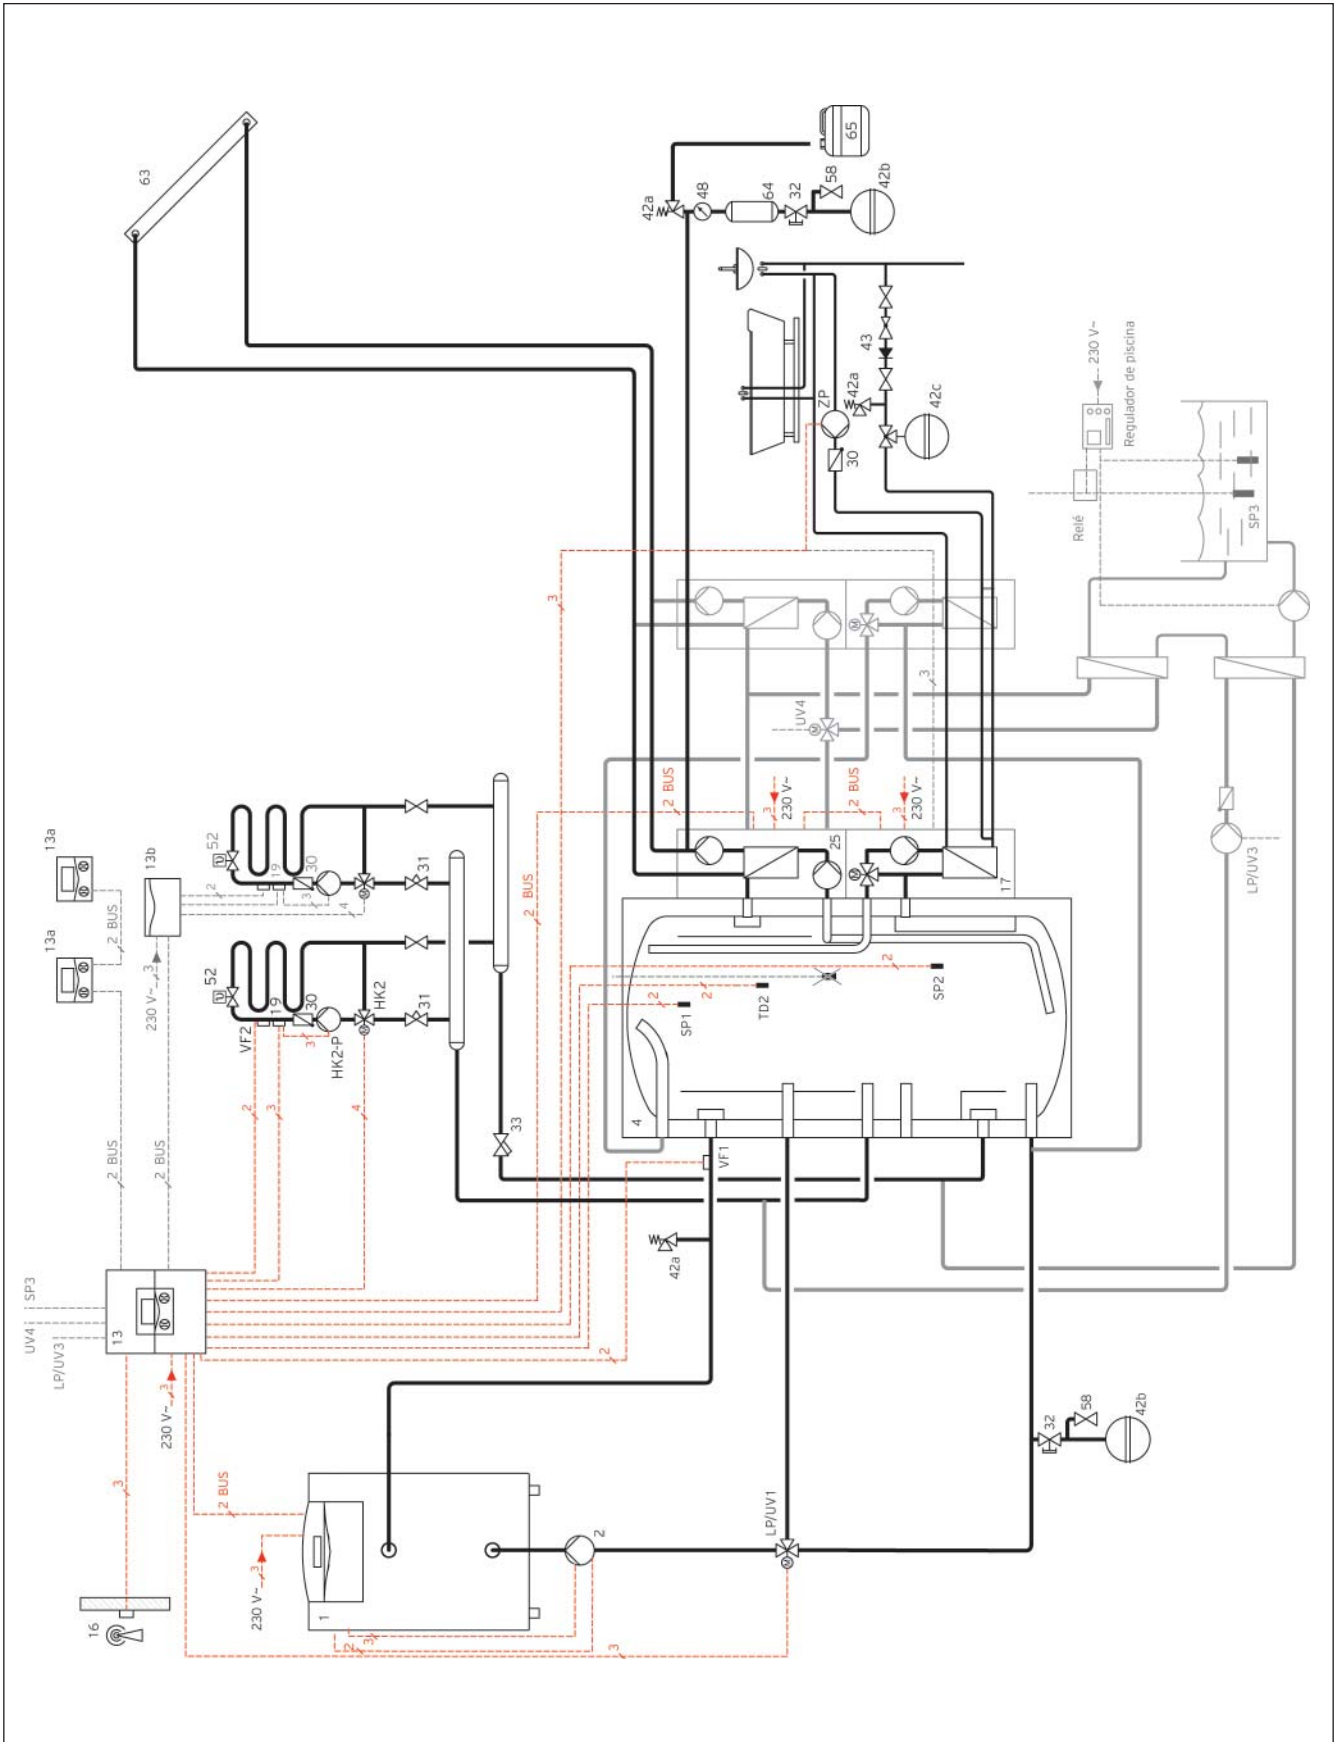 63
65
42a
48
64
32
58
42b
43
42a
42c
ZP
30
230 V~
Regulador de piscina
Relé
SP3
3
3
UV4
2 BUS
3
230 V~
2 BUS
3
230 V~
25
17
LP/UV3
13a
13a
2 BUS
13b
52
19
30
2
3
4
31
230 V~
3
52
VF2
19
30
3
HK2-P
HK2
31
2 BUS
2 BUS
2 BUS
2
3
4
33
4
SP1
TD2
SP2
2
2
2
VF1
42a
SP3
UV4
LP/UV3
13
230 V~
3
2
3
2 BUS
16
230 V~
3
1
2
3
2
3
LP/UV1
32
58
42b
M
M
M
M
M
M